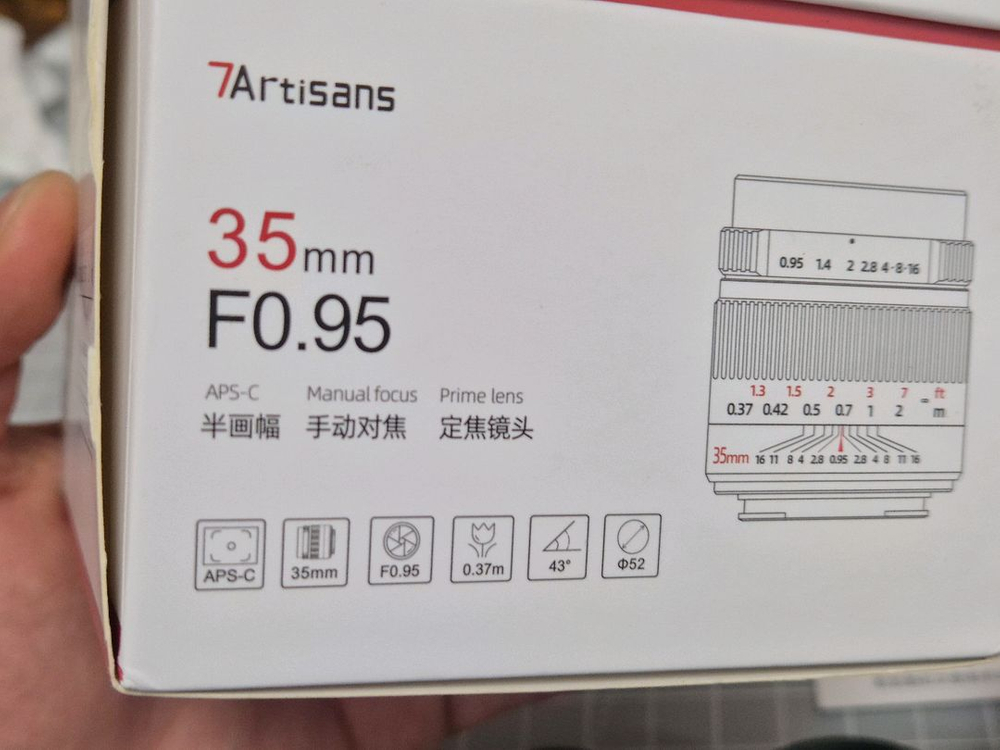 7Artisans
35mm
F0.95
APS-C Manual focus Prime lens
半画幅 手动对焦 定焦镜头
APS-C 35mm F0.95 0.37m 43° Φ52
0.95 1.4 2 2.8 4·8·16
1.3 1.5 2 3 7 ft
0.37 0.42 0.5 0.7 1 2 ∞ m
35mm 16 11 8 4 2.8 0.95 2.8 4 8 11 16